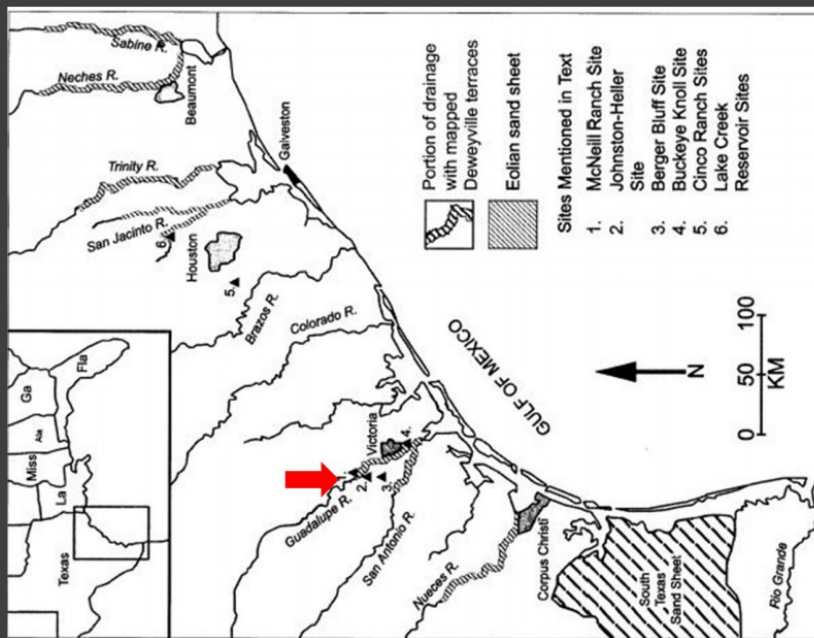 Texas
La
Miss
Ala
Ga
Fla
Sabine R.
Neches R.
Beaumont
Trinity R.
San Jacinto R.
6.
Houston
5.
Galveston
Brazos R.
Colorado R.
Victoria
4.
2.
3.
Guadalupe R.
San Antonio R.
Nueces R.
Corpus Christi
South
Texas
Sand Sheet
Rio Grande
GULF OF MEXICO
Portion of drainage
with mapped
Deweyville terraces
Eolian sand sheet
Sites Mentioned in Text
1. McNeill Ranch Site
2. Johnston-Heller
Site
3. Berger Bluff Site
4. Buckeye Knoll Site
5. Cinco Ranch Sites
6. Lake Creek
Reservoir Sites
N
0 50 100
KM